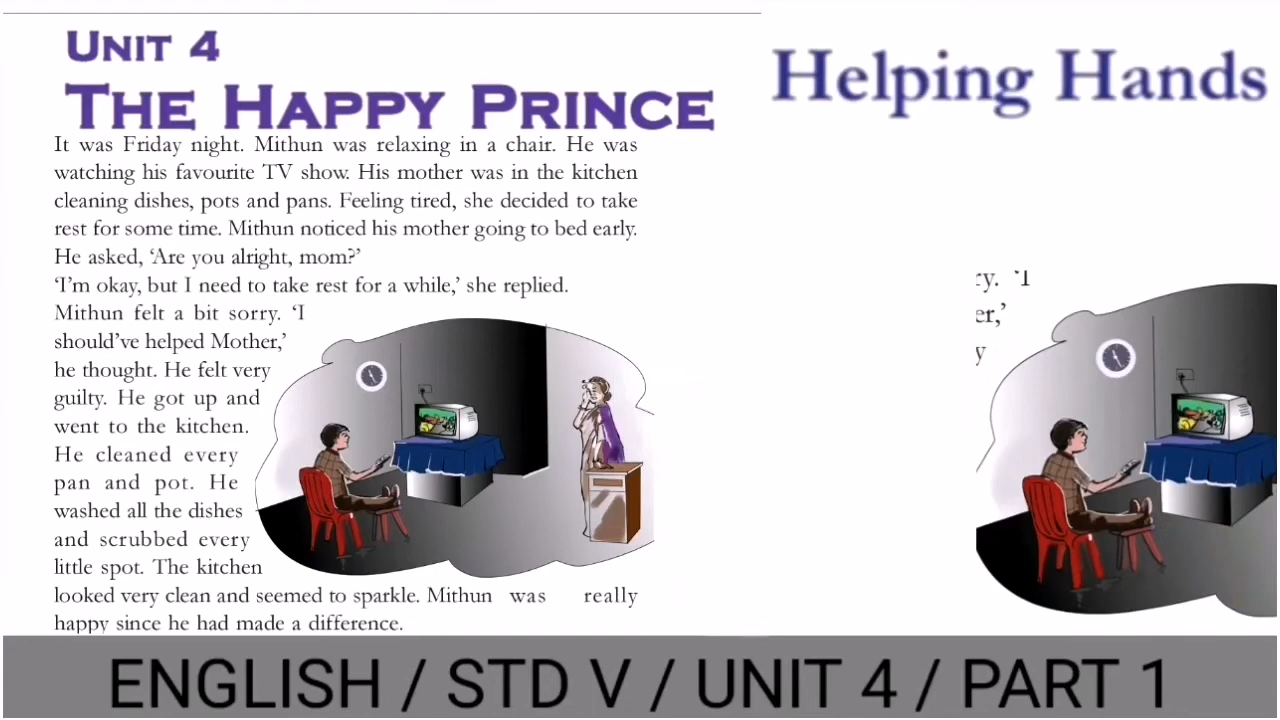 UNIT 4
THE HAPPY PRINCE
Helping Hands
It was Friday night. Mithun was relaxing in a chair. He was
watching his favourite TV show. His mother was in the kitchen
cleaning dishes, pots and pans. Feeling tired, she decided to take
rest for some time. Mithun noticed his mother going to bed early.
He asked, ‘Are you alright, mom?’
‘I’m okay, but I need to take rest for a while,’ she replied.
Mithun felt a bit sorry. ‘I
should’ve helped Mother,’
he thought. He felt very
guilty. He got up and
went to the kitchen.
He cleaned every
pan and pot. He
washed all the dishes
and scrubbed every
little spot. The kitchen
looked very clean and seemed to sparkle. Mithun was really
happy since he had made a difference.
ry. ‘I
er,’
y
ENGLISH / STD V / UNIT 4 / PART 1